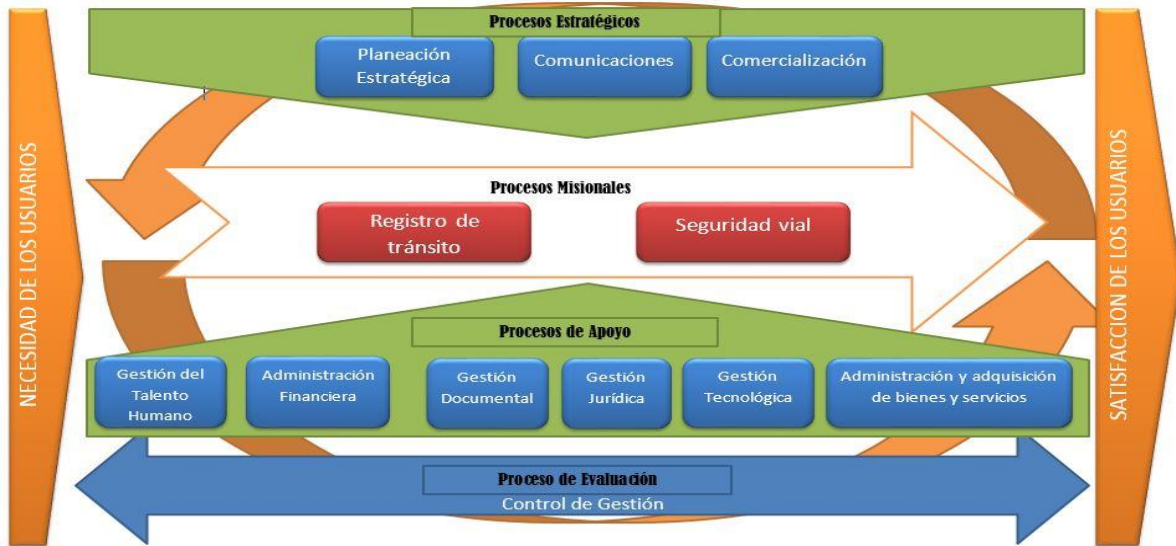 NECESIDAD DE LOS USUARIOS
Procesos Estratégicos
Planeación
Estratégica
Comunicaciones
Comercialización
Procesos Misionales
Registro de
tránsito
Seguridad vial
Procesos de Apoyo
Gestión del
Talento
Humano
Administración
Financiera
Gestión
Documental
Gestión
Jurídica
Gestión
Tecnológica
Administración y adquisición
de bienes y servicios
Proceso de Evaluación
Control de Gestión
SATISFACCION DE LOS USUARIOS